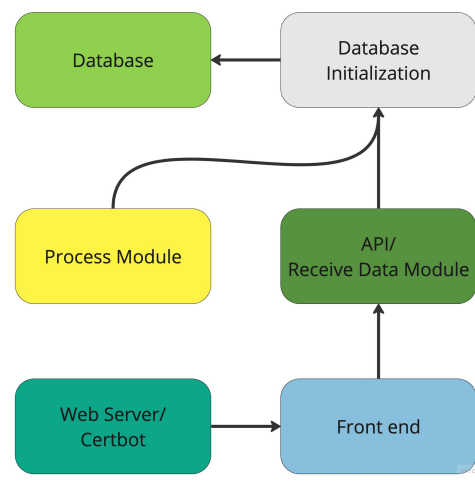 Database
Database
Initialization
Process Module
API/
Receive Data Module
Web Server/
Certbot
Front end